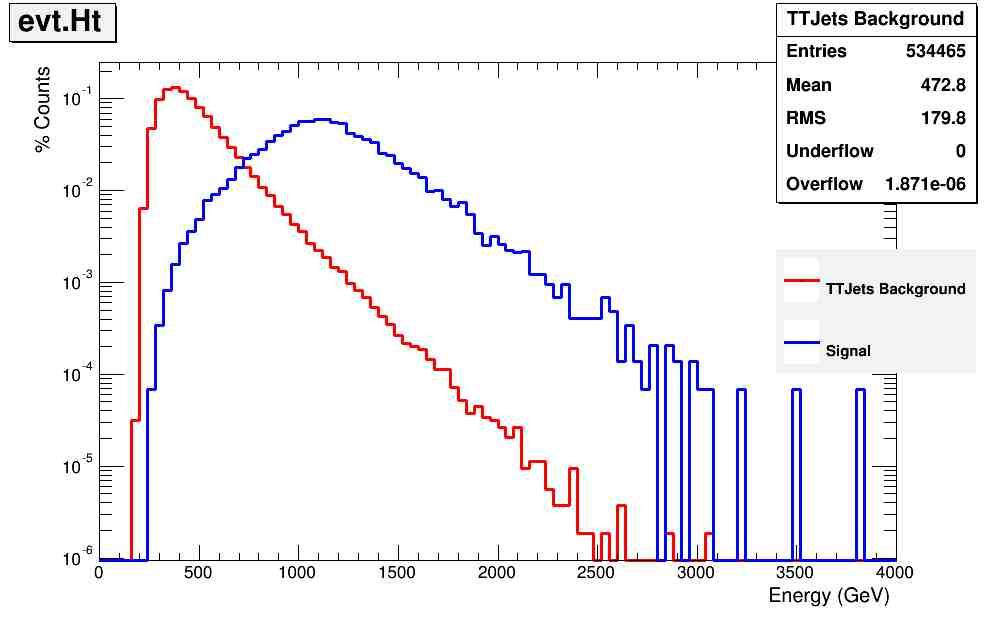 evt.Ht
TTJets Background
Entries 534465
Mean 472.8
RMS 179.8
Underflow 0
Overflow 1.871e-06
% Counts
10^-1
10^-2
10^-3
10^-4
10^-5
10^-6
TTJets Background
Signal
0 500 1000 1500 2000 2500 3000 3500 4000
Energy (GeV)